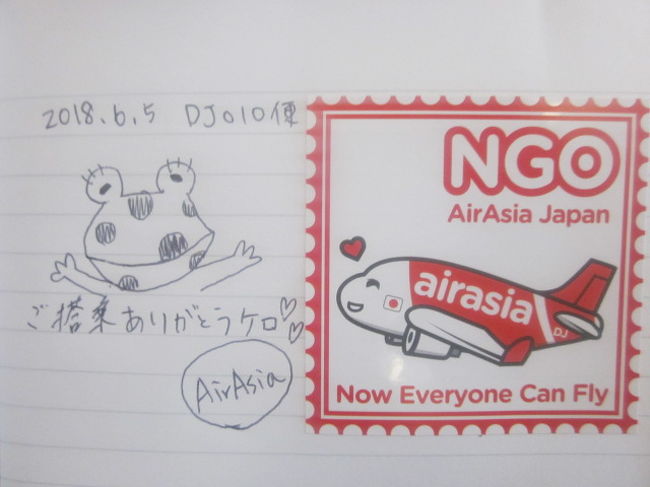 2018.6.5 DJ010便
ご搭乗ありがとうケロ♡♡
AirAsia
NGO
AirAsia Japan
airasia
DJ
Now Everyone Can Fly